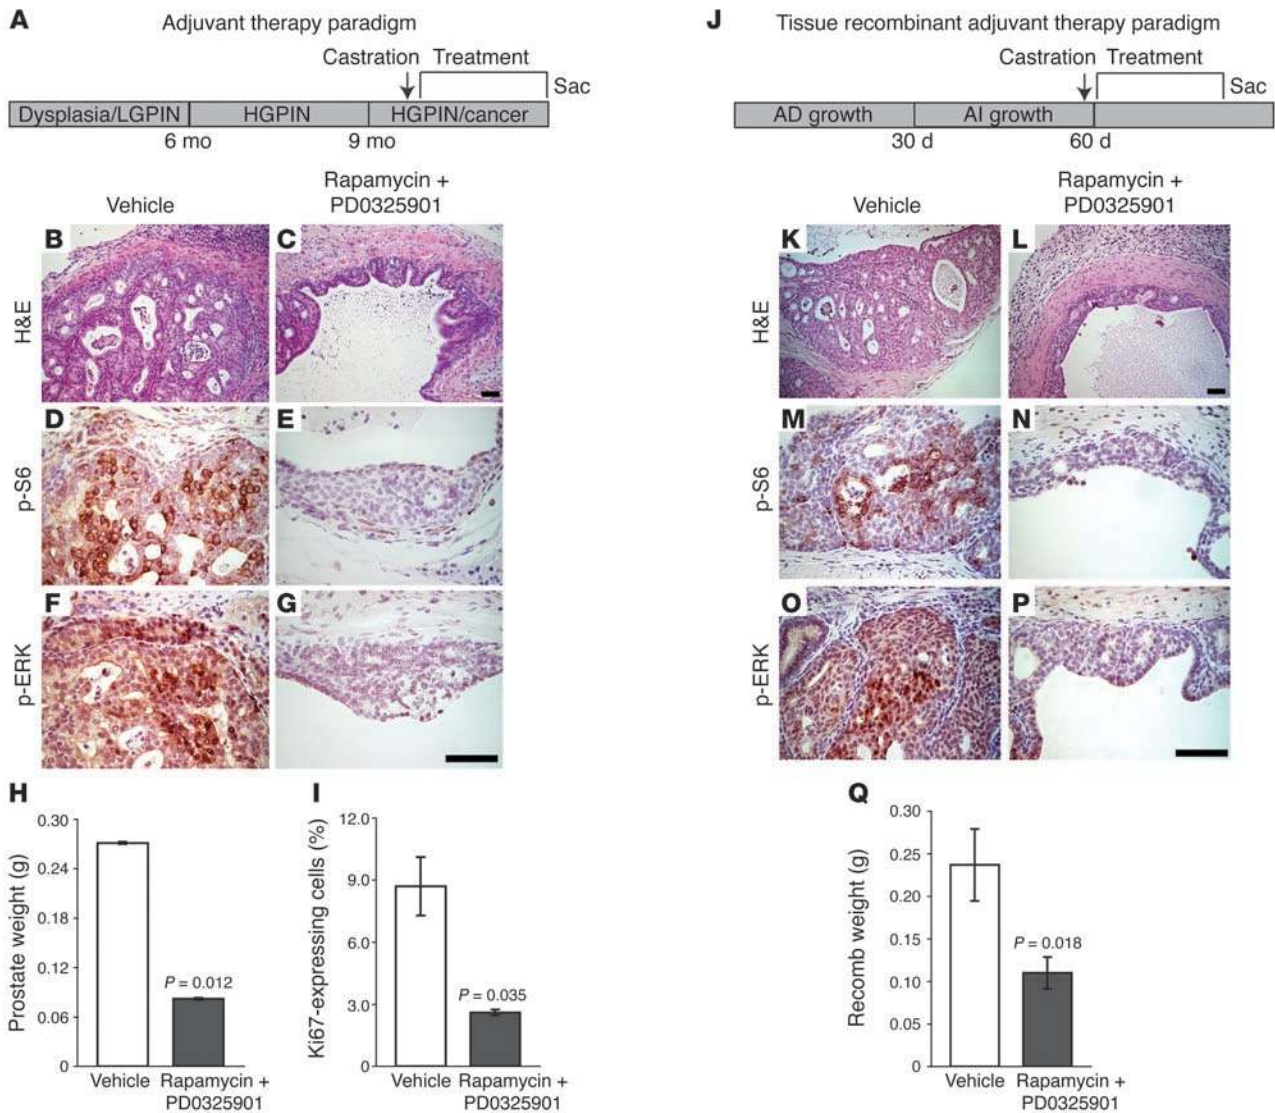 A
Adjuvant therapy paradigm
Castration
Treatment
Sac
Dysplasia/LGPIN
HGPIN
HGPIN/cancer
6 mo
9 mo
Vehicle
Rapamycin +
PD0325901
H&E
B
C
p-S6
D
E
p-ERK
F
G
H
Prostate weight (g)
0.30
0.24
0.18
0.12
0.06
0
P = 0.012
Vehicle
Rapamycin +
PD0325901
I
Ki67-expressing cells (%)
12.0
9.0
6.0
3.0
0
P = 0.035
Vehicle
Rapamycin +
PD0325901
J
Tissue recombinant adjuvant therapy paradigm
Castration
Treatment
Sac
AD growth
AI growth
30 d
60 d
Vehicle
Rapamycin +
PD0325901
H&E
K
L
p-S6
M
N
p-ERK
O
P
Q
Recomb weight (g)
0.30
0.25
0.20
0.15
0.10
0.05
0
P = 0.018
Vehicle
Rapamycin +
PD0325901